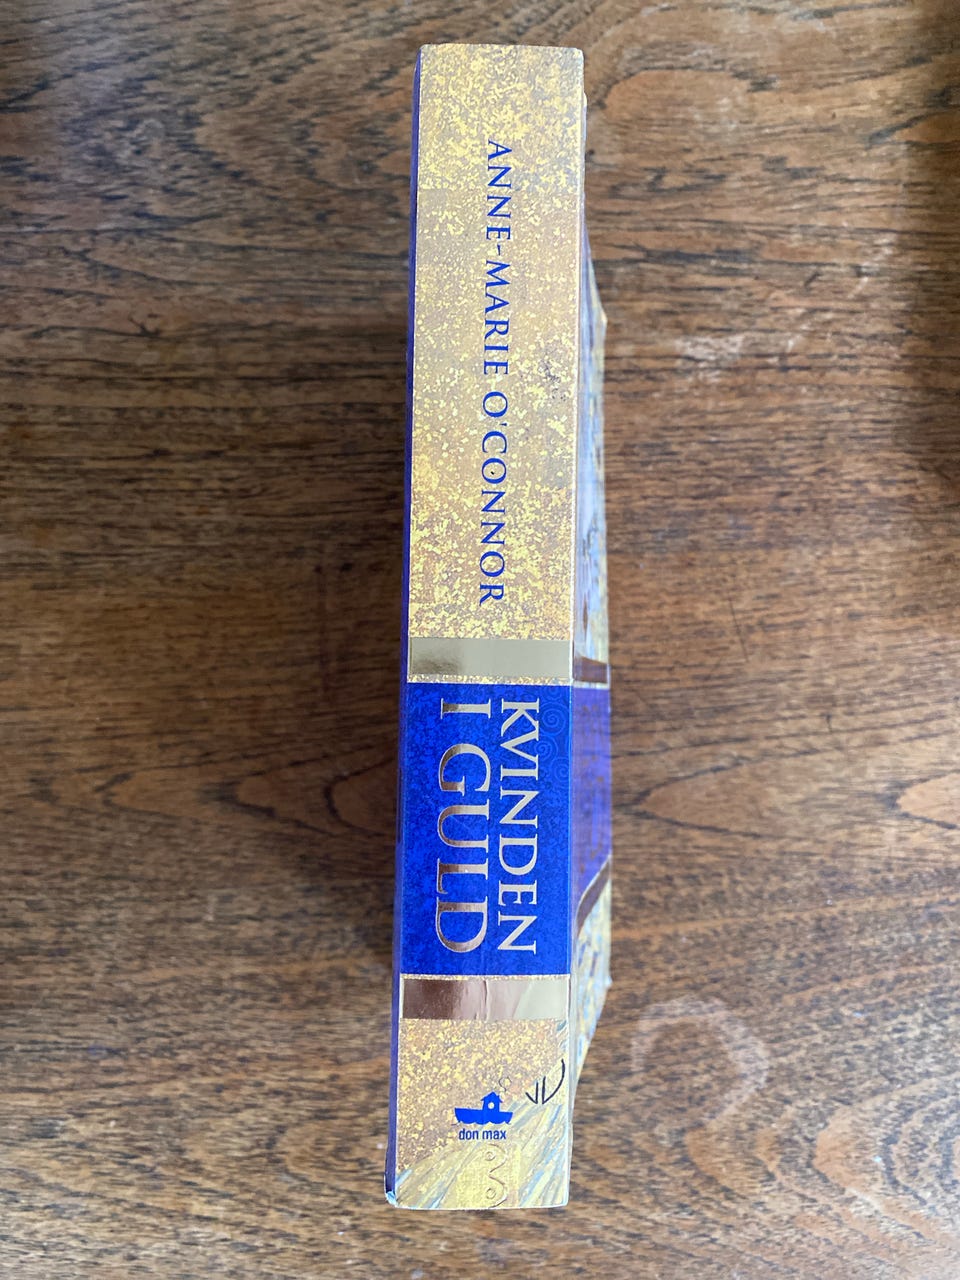 ANNE-MARIE O'CONNOR
KVINDEN
I GULD
don max